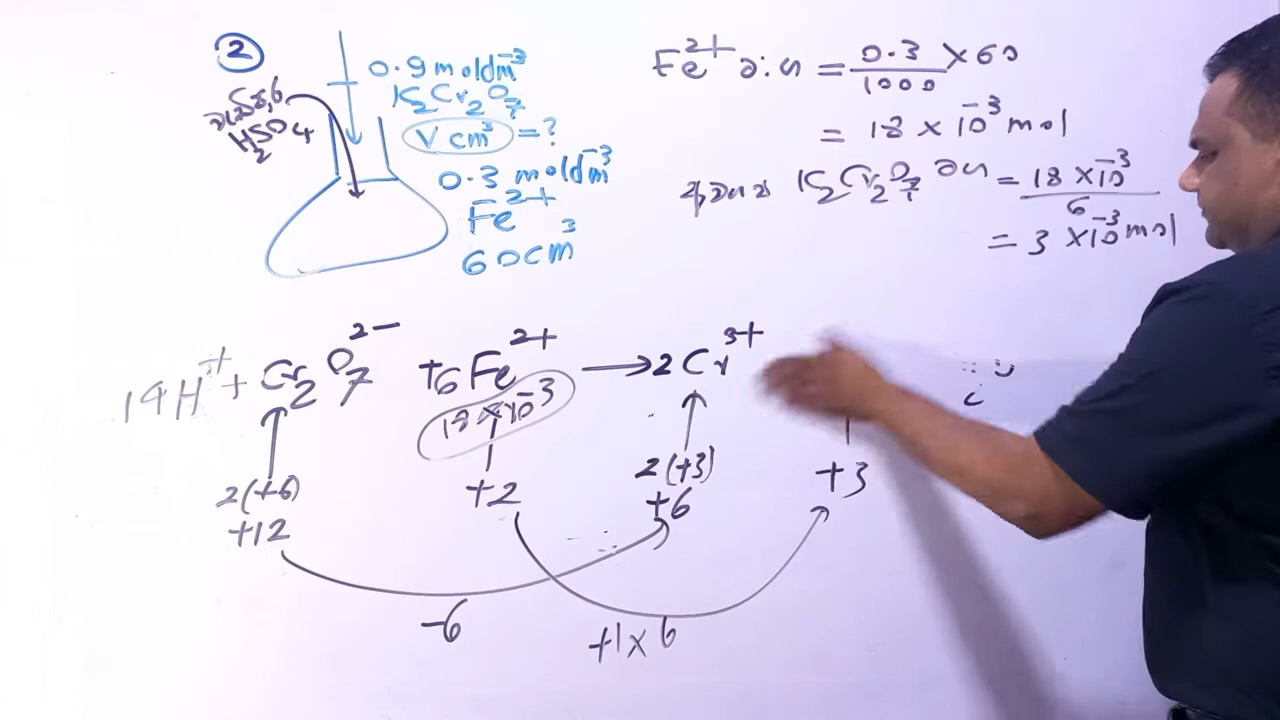 2
0.9 moldm⁻³
K₂Cr₂O₇
V cm³ = ?
H₂SO₄
0.3 moldm⁻³
Fe²⁺
60cm³
Fe²⁺ = 0.3/1000 × 60
= 18 × 10⁻³ mol
K₂Cr₂O₇ = 18 × 10⁻³/6
= 3 × 10⁻³ mol
14H⁺ + Cr₂O₇²⁻ + 6Fe²⁺ → 2Cr³⁺
18 × 10⁻³
2(+6) +2 2(+3) +3
+12 +6
-6
+1 × 6